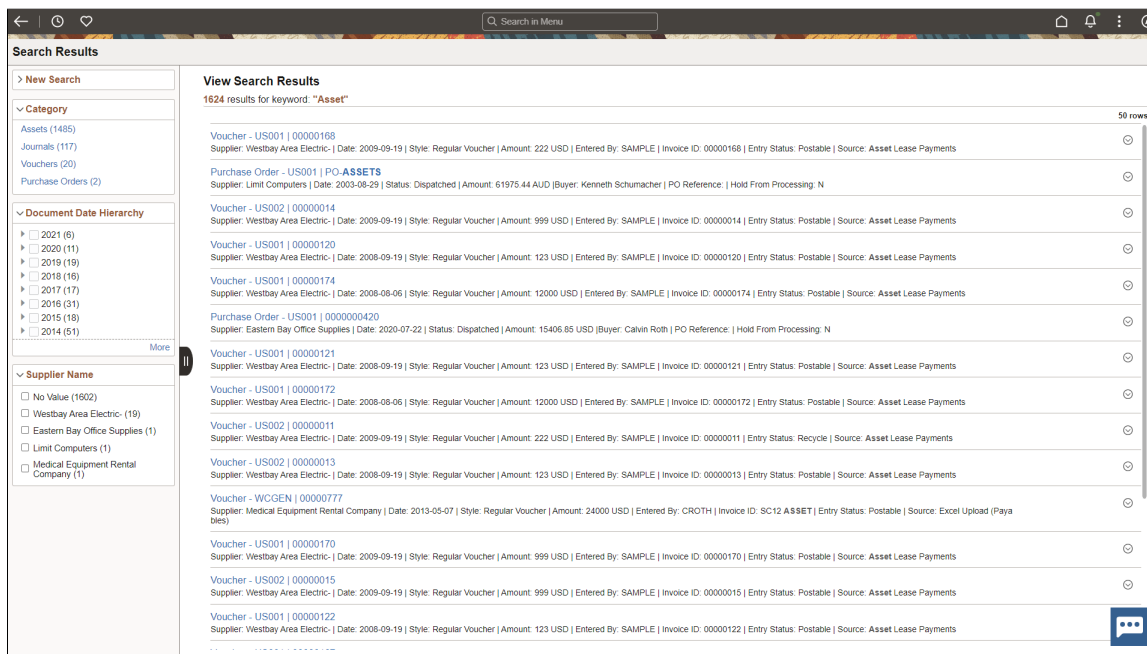 Search in Menu
Search Results
New Search
Category
Assets (1485)
Journals (117)
Vouchers (20)
Purchase Orders (2)
Document Date Hierarchy
2021 (6)
2020 (11)
2019 (19)
2018 (16)
2017 (17)
2016 (31)
2015 (18)
2014 (51)
More
Supplier Name
No Value (1602)
Westbay Area Electric- (19)
Eastern Bay Office Supplies (1)
Limit Computers (1)
Medical Equipment Rental
Company (1)
View Search Results
1624 results for keyword: "Asset"
50 rows
Voucher - US001 | 00000168
Supplier: Westbay Area Electric- | Date: 2009-09-19 | Style: Regular Voucher | Amount: 222 USD | Entered By: SAMPLE | Invoice ID: 00000168 | Entry Status: Postable | Source: Asset Lease Payments
Purchase Order - US001 | PO-ASSETS
Supplier: Limit Computers | Date: 2003-08-29 | Status: Dispatched | Amount: 61975.44 AUD |Buyer: Kenneth Schumacher | PO Reference: | Hold From Processing: N
Voucher - US002 | 00000014
Supplier: Westbay Area Electric- | Date: 2009-09-19 | Style: Regular Voucher | Amount: 999 USD | Entered By: SAMPLE | Invoice ID: 00000014 | Entry Status: Postable | Source: Asset Lease Payments
Voucher - US001 | 00000120
Supplier: Westbay Area Electric- | Date: 2008-09-19 | Style: Regular Voucher | Amount: 123 USD | Entered By: SAMPLE | Invoice ID: 00000120 | Entry Status: Postable | Source: Asset Lease Payments
Voucher - US001 | 00000174
Supplier: Westbay Area Electric- | Date: 2008-08-06 | Style: Regular Voucher | Amount: 12000 USD | Entered By: SAMPLE | Invoice ID: 00000174 | Entry Status: Postable | Source: Asset Lease Payments
Purchase Order - US001 | 0000000420
Supplier: Eastern Bay Office Supplies | Date: 2020-07-22 | Status: Dispatched | Amount: 15406.85 USD |Buyer: Calvin Roth | PO Reference: | Hold From Processing: N
Voucher - US001 | 00000121
Supplier: Westbay Area Electric- | Date: 2008-09-19 | Style: Regular Voucher | Amount: 123 USD | Entered By: SAMPLE | Invoice ID: 00000121 | Entry Status: Postable | Source: Asset Lease Payments
Voucher - US001 | 00000172
Supplier: Westbay Area Electric- | Date: 2008-08-06 | Style: Regular Voucher | Amount: 12000 USD | Entered By: SAMPLE | Invoice ID: 00000172 | Entry Status: Postable | Source: Asset Lease Payments
Voucher - US002 | 00000011
Supplier: Westbay Area Electric- | Date: 2009-09-19 | Style: Regular Voucher | Amount: 222 USD | Entered By: SAMPLE | Invoice ID: 00000011 | Entry Status: Recycle | Source: Asset Lease Payments
Voucher - US002 | 00000013
Supplier: Westbay Area Electric- | Date: 2008-09-19 | Style: Regular Voucher | Amount: 123 USD | Entered By: SAMPLE | Invoice ID: 00000013 | Entry Status: Postable | Source: Asset Lease Payments
Voucher - WCGEN | 00000777
Supplier: Medical Equipment Rental Company | Date: 2013-05-07 | Style: Regular Voucher | Amount: 24000 USD | Entered By: CROTH | Invoice ID: SC12 ASSET | Entry Status: Postable | Source: Excel Upload (Paya
bles)
Voucher - US001 | 00000170
Supplier: Westbay Area Electric- | Date: 2009-09-19 | Style: Regular Voucher | Amount: 999 USD | Entered By: SAMPLE | Invoice ID: 00000170 | Entry Status: Postable | Source: Asset Lease Payments
Voucher - US002 | 00000015
Supplier: Westbay Area Electric- | Date: 2009-09-19 | Style: Regular Voucher | Amount: 999 USD | Entered By: SAMPLE | Invoice ID: 00000015 | Entry Status: Postable | Source: Asset Lease Payments
Voucher - US001 | 00000122
Supplier: Westbay Area Electric- | Date: 2008-09-19 | Style: Regular Voucher | Amount: 123 USD | Entered By: SAMPLE | Invoice ID: 00000122 | Entry Status: Postable | Source: Asset Lease Payments